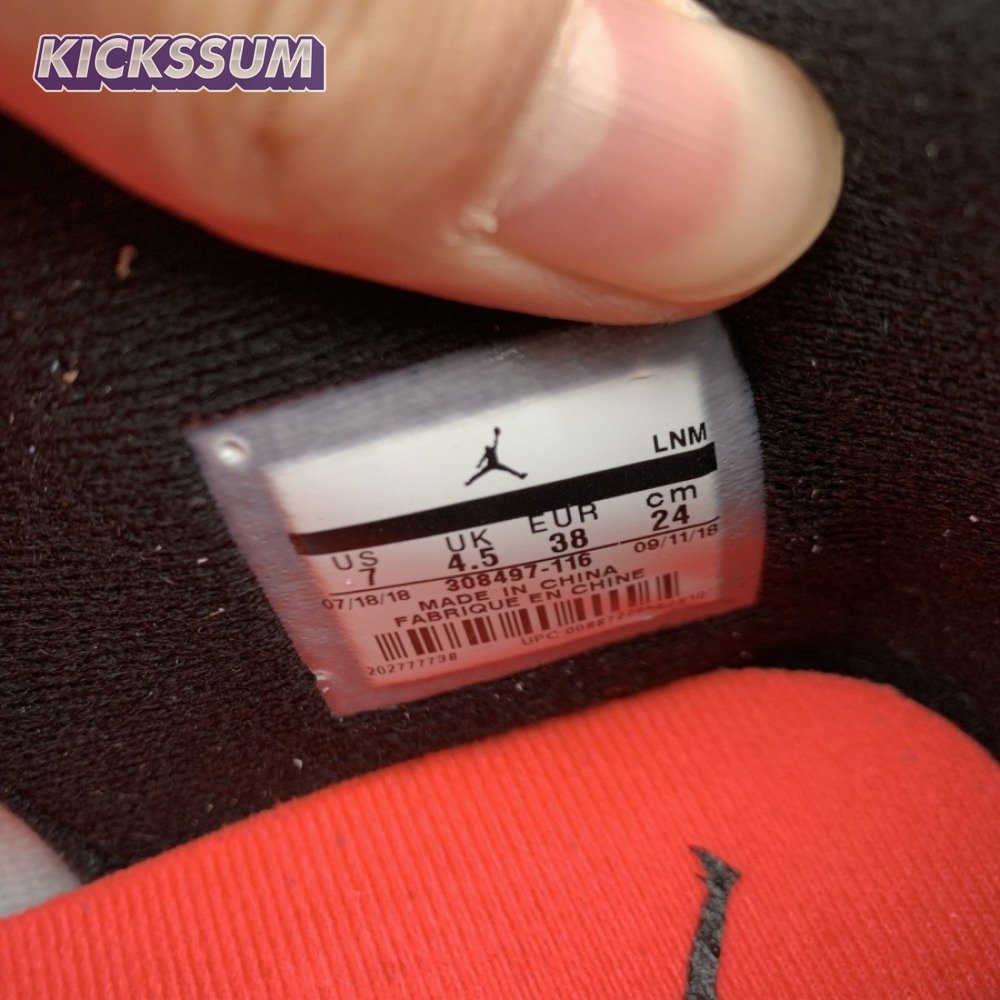 KICKSSUM
LNM
US UK EUR cm
7 4.5 38 24
07/18/18 308497-116 09/11/18
MADE IN CHINA
FABRIQUE EN CHINE
202777738 UPC